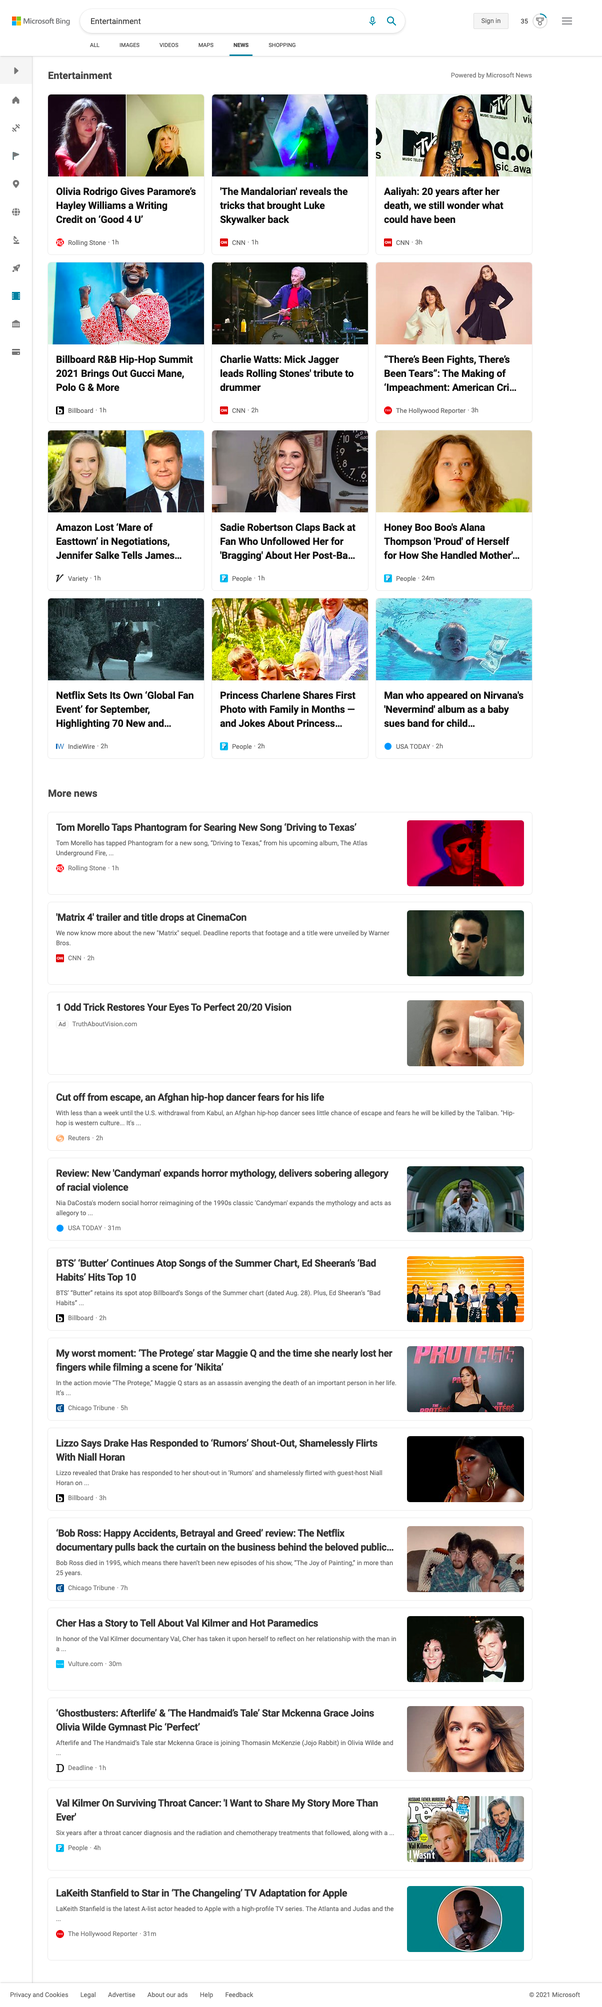 Microsoft Bing
Entertainment
Sign in
35
ALL
IMAGES
VIDEOS
MAPS
NEWS
SHOPPING
Entertainment
Powered by Microsoft News
Olivia Rodrigo Gives Paramore's
Hayley Williams a Writing
Credit on ‘Good 4 U’
Rolling Stone · 1h
'The Mandalorian' reveals the
tricks that brought Luke
Skywalker back
CNN · 1h
Aaliyah: 20 years after her
death, we still wonder what
could have been
CNN · 3h
Billboard R&B Hip-Hop Summit
2021 Brings Out Gucci Mane,
Polo G & More
Billboard · 1h
Charlie Watts: Mick Jagger
leads Rolling Stones' tribute to
drummer
CNN · 2h
“There’s Been Fights, There’s
Been Tears”: The Making of
‘Impeachment: American Cri...
The Hollywood Reporter · 3h
Amazon Lost ‘Mare of
Easttown’ in Negotiations,
Jennifer Salke Tells James...
Variety · 1h
Sadie Robertson Claps Back at
Fan Who Unfollowed Her for
'Bragging' About Her Post-Ba...
People · 1h
Honey Boo Boo's Alana
Thompson 'Proud' of Herself
for How She Handled Mother'...
People · 24m
Netflix Sets Its Own ‘Global Fan
Event’ for September,
Highlighting 70 New and...
IndieWire · 2h
Princess Charlene Shares First
Photo with Family in Months —
and Jokes About Princess...
People · 2h
Man who appeared on Nirvana's
'Nevermind' album as a baby
sues band for child...
USA TODAY · 2h
More news
Tom Morello Taps Phantogram for Searing New Song ‘Driving to Texas’
Tom Morello has tapped Phantogram for a new song, “Driving to Texas,” from his upcoming album, The Atlas
Underground Fire, ...
Rolling Stone · 1h
'Matrix 4' trailer and title drops at CinemaCon
We now know more about the new "Matrix" sequel. Deadline reports that footage and a title were unveiled by Warner
Bros.
CNN · 2h
1 Odd Trick Restores Your Eyes To Perfect 20/20 Vision
Ad TruthAboutVision.com
Cut off from escape, an Afghan hip-hop dancer fears for his life
With less than a week until the U.S. withdrawal from Kabul, an Afghan hip-hop dancer sees little chance of escape and fears he will be killed by the Taliban. "Hip-
hop is western culture... It's ...
Reuters · 2h
Review: New 'Candyman' expands horror mythology, delivers sobering allegory
of racial violence
Nia DaCosta's modern social horror reimagining of the 1990s classic 'Candyman' expands the mythology and acts as
allegory to ...
USA TODAY · 31m
BTS’ ‘Butter’ Continues Atop Songs of the Summer Chart, Ed Sheeran’s ‘Bad
Habits’ Hits Top 10
BTS’ “Butter” retains its spot atop Billboard’s Songs of the Summer chart (dated Aug. 28). Plus, Ed Sheeran’s “Bad
Habits” ...
Billboard · 2h
My worst moment: ‘The Protege’ star Maggie Q and the time she nearly lost her
fingers while filming a scene for ‘Nikita’
In the action movie “The Protege,” Maggie Q stars as an assassin avenging the death of an important person in her life.
It’s ...
Chicago Tribune · 5h
PROTEGE
Lizzo Says Drake Has Responded to ‘Rumors’ Shout-Out, Shamelessly Flirts
With Niall Horan
Lizzo revealed that Drake has responded to her shout-out in ‘Rumors’ and shamelessly flirted with guest-host Niall
Horan on ...
Billboard · 3h
‘Bob Ross: Happy Accidents, Betrayal and Greed’ review: The Netflix
documentary pulls back the curtain on the business behind the beloved public...
Bob Ross died in 1995, which means there haven’t been new episodes of his show, “The Joy of Painting,” in more than
25 years.
Chicago Tribune · 7h
Cher Has a Story to Tell About Val Kilmer and Hot Paramedics
In honor of the Val Kilmer documentary Val, Cher has taken it upon herself to reflect on her relationship with the man in
a ...
Vulture.com · 30m
‘Ghostbusters: Afterlife’ & ‘The Handmaid’s Tale’ Star Mckenna Grace Joins
Olivia Wilde Gymnast Pic ‘Perfect’
Afterlife and The Handmaid’s Tale star Mckenna Grace is joining Thomasin McKenzie (Jojo Rabbit) in Olivia Wilde and
...
Deadline · 1h
Val Kilmer On Surviving Throat Cancer: 'I Want to Share My Story More Than
Ever'
Six years after a throat cancer diagnosis and the radiation and chemotherapy treatments that followed, along with a ...
People · 4h
People
Val Kilmer
'I Wasn't
LaKeith Stanfield to Star in ‘The Changeling’ TV Adaptation for Apple
LaKeith Stanfield is the latest A-list actor headed to Apple with a high-profile TV series. The Atlanta and Judas and the
...
The Hollywood Reporter · 31m
Privacy and Cookies
Legal
Advertise
About our ads
Help
Feedback
© 2021 Microsoft